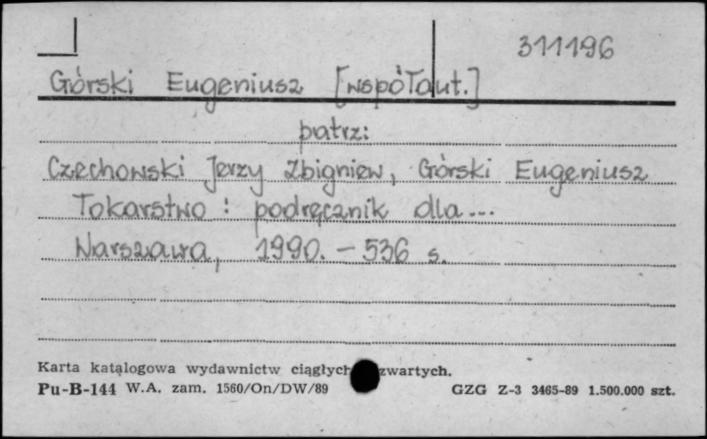 311196
Górski Eugeniusz [współaut.]
patrz:
Czechowski Jerzy Zbigniew, Górski Eugeniusz
Tokarstwo : podręcznik dla...
Warszawa, 1990. – 536 s.
Karta katalogowa wydawnictw ciągłych zwartych.
Pu-B-144 W.A. zam. 1560/On/DW/89 GZG Z-3 3465-89 1.500.000 szt.